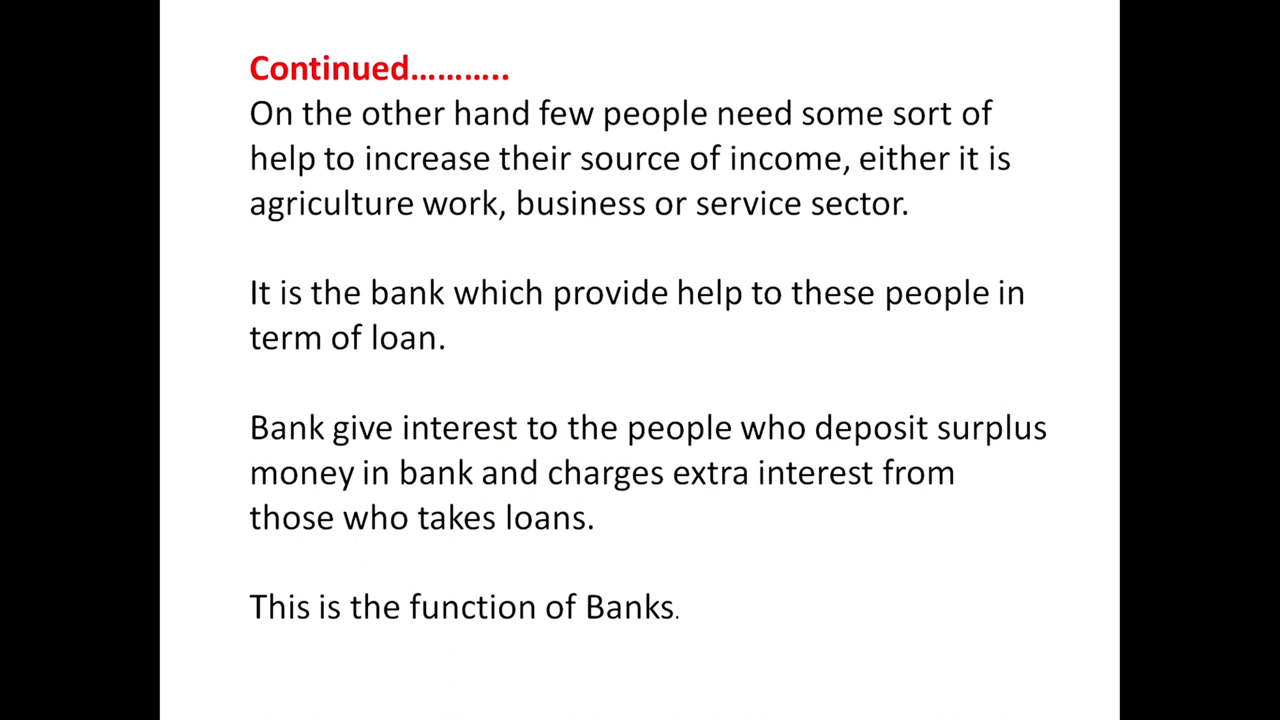 Continued………..
On the other hand few people need some sort of
help to increase their source of income, either it is
agriculture work, business or service sector.
It is the bank which provide help to these people in
term of loan.
Bank give interest to the people who deposit surplus
money in bank and charges extra interest from
those who takes loans.
This is the function of Banks.